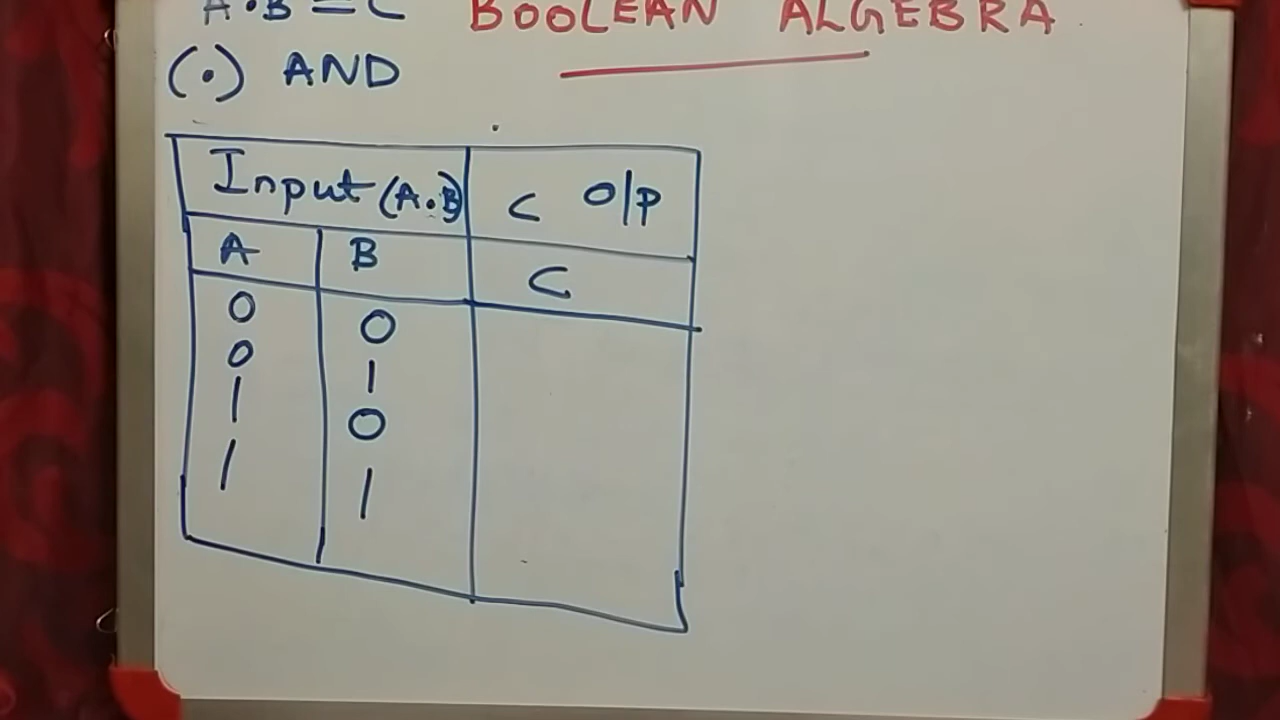 A·B = C BOOLEAN ALGEBRA
(·) AND
Input (A·B) C O/P
A B C
0 0
0 1
1 0
1 1